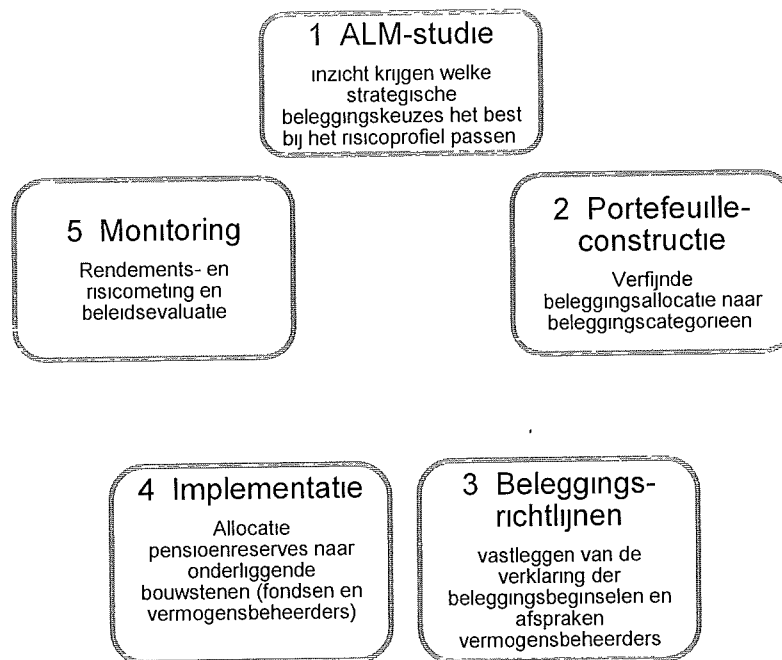 1 ALM-studie
inzicht krijgen welke
strategische
beleggingskeuzes het best
bij het risicoprofiel passen
2 Portefeuille-
constructie
Verfijnde
beleggingsallocatie naar
beleggingscategorieen
3 Beleggings-
richtlijnen
vastleggen van de
verklaring der
beleggingsbeginselen en
afspraken
vermogensbeheerders
4 Implementatie
Allocatie
pensioenreserves naar
onderliggende
bouwstenen (fondsen en
vermogensbeheerders)
5 Monitoring
Rendements- en
risicometing en
beleidsevaluatie